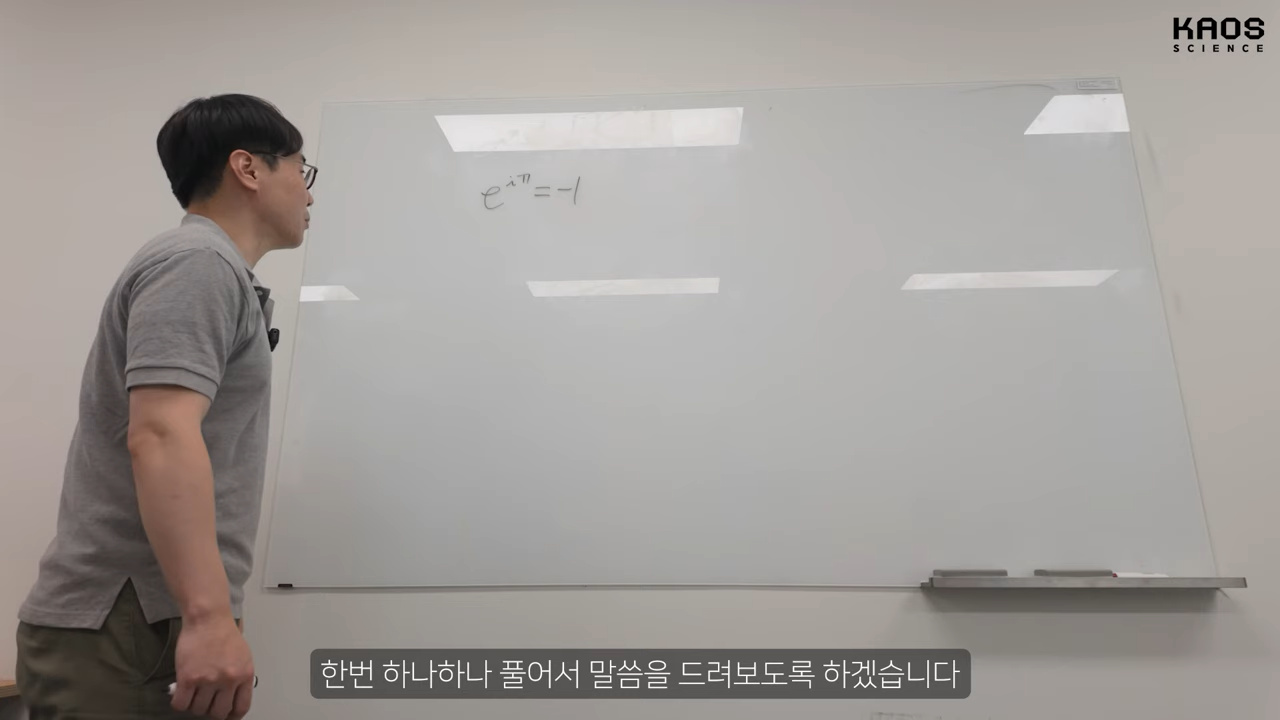 KAOS
SCIENCE
e^{iπ} = -1
한번 하나하나 풀어서 말씀을 드려보도록 하겠습니다